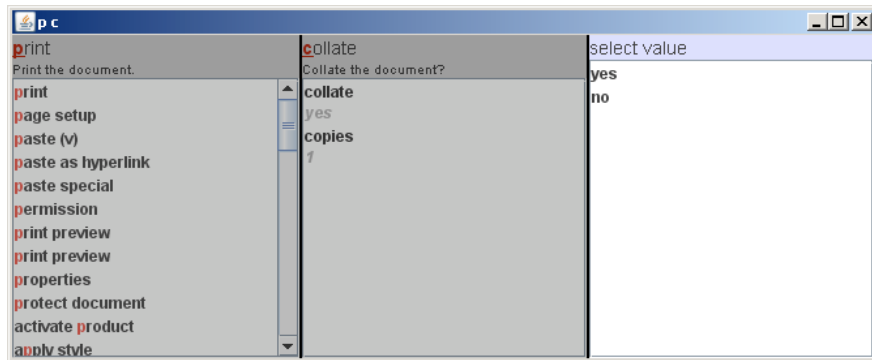 p c
print
Print the document.
print
page setup
paste (v)
paste as hyperlink
paste special
permission
print preview
print preview
properties
protect document
activate product
apply style
collate
Collate the document?
collate
yes
copies
1
select value
yes
no